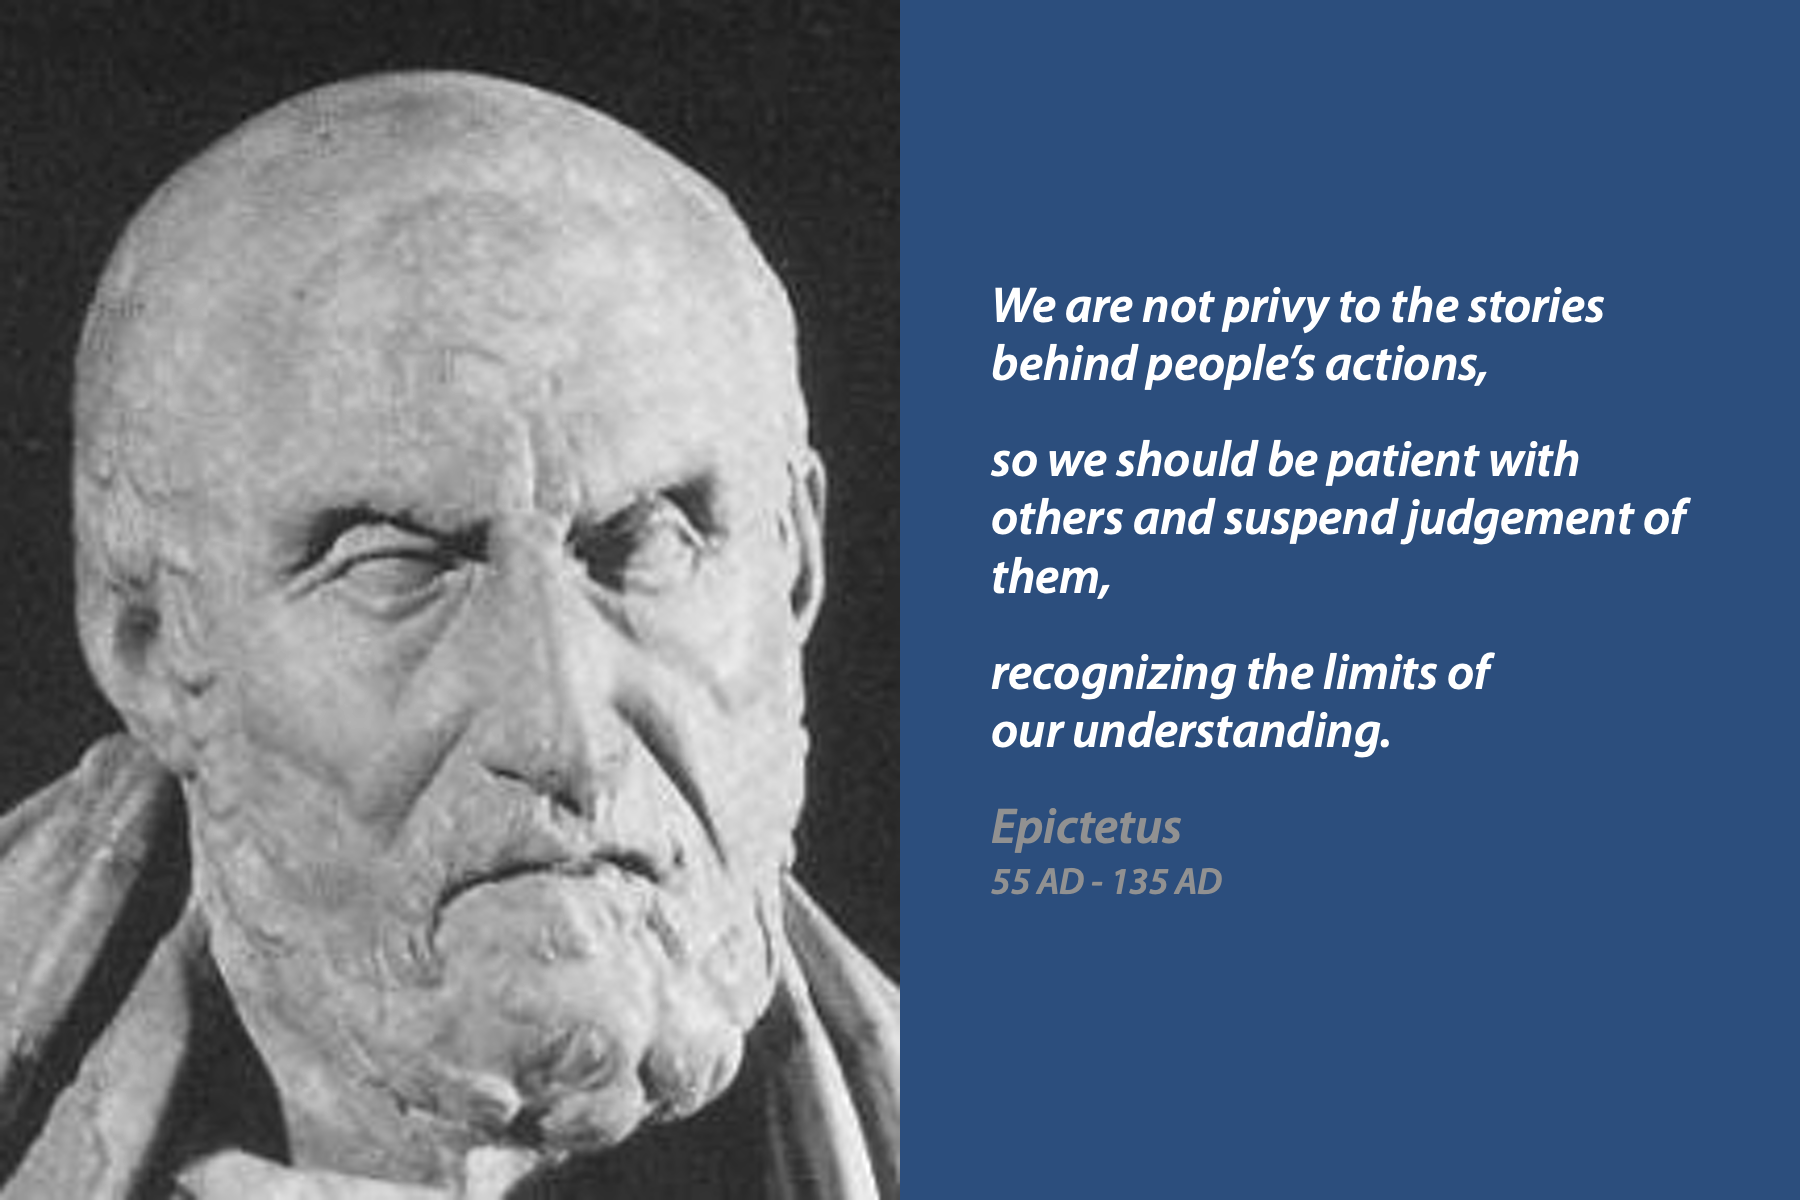 We are not privy to the stories
behind people’s actions,
so we should be patient with
others and suspend judgement of
them,
recognizing the limits of
our understanding.
Epictetus
55 AD - 135 AD